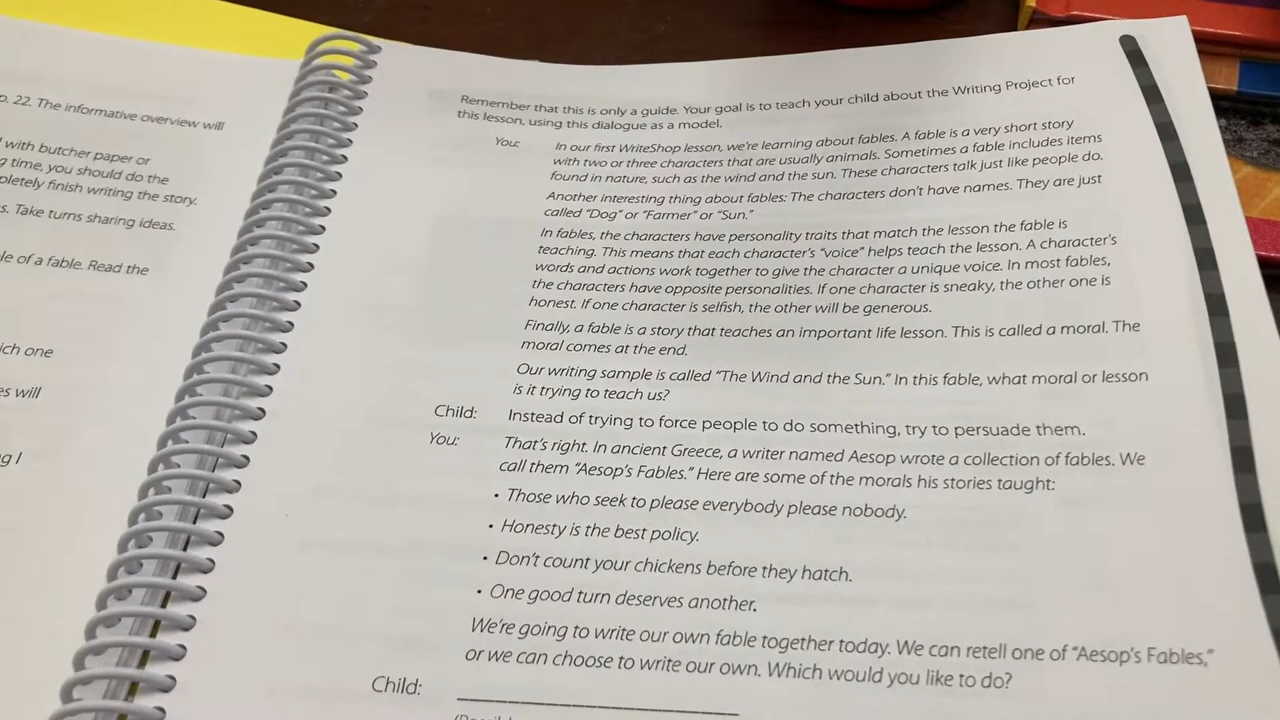 p. 22. The informative overview will
with butcher paper or
g time, you should do the
pletely finish writing the story.
s. Take turns sharing ideas.
le of a fable. Read the
ich one
es will
g I
Remember that this is only a guide. Your goal is to teach your child about the Writing Project for
this lesson, using this dialogue as a model.
You: In our first WriteShop lesson, we're learning about fables. A fable is a very short story
with two or three characters that are usually animals. Sometimes a fable includes items
found in nature, such as the wind and the sun. These characters talk just like people do.
Another interesting thing about fables: The characters don't have names. They are just
called "Dog" or "Farmer" or "Sun."
In fables, the characters have personality traits that match the lesson the fable is
teaching. This means that each character's "voice" helps teach the lesson. A character's
words and actions work together to give the character a unique voice. In most fables,
the characters have opposite personalities. If one character is sneaky, the other one is
honest. If one character is selfish, the other will be generous.
Finally, a fable is a story that teaches an important life lesson. This is called a moral. The
moral comes at the end.
Our writing sample is called "The Wind and the Sun." In this fable, what moral or lesson
is it trying to teach us?
Child: Instead of trying to force people to do something, try to persuade them.
You: That's right. In ancient Greece, a writer named Aesop wrote a collection of fables. We
call them "Aesop's Fables." Here are some of the morals his stories taught:
• Those who seek to please everybody please nobody.
• Honesty is the best policy.
• Don't count your chickens before they hatch.
• One good turn deserves another.
We're going to write our own fable together today. We can retell one of "Aesop's Fables,"
or we can choose to write our own. Which would you like to do?
Child: